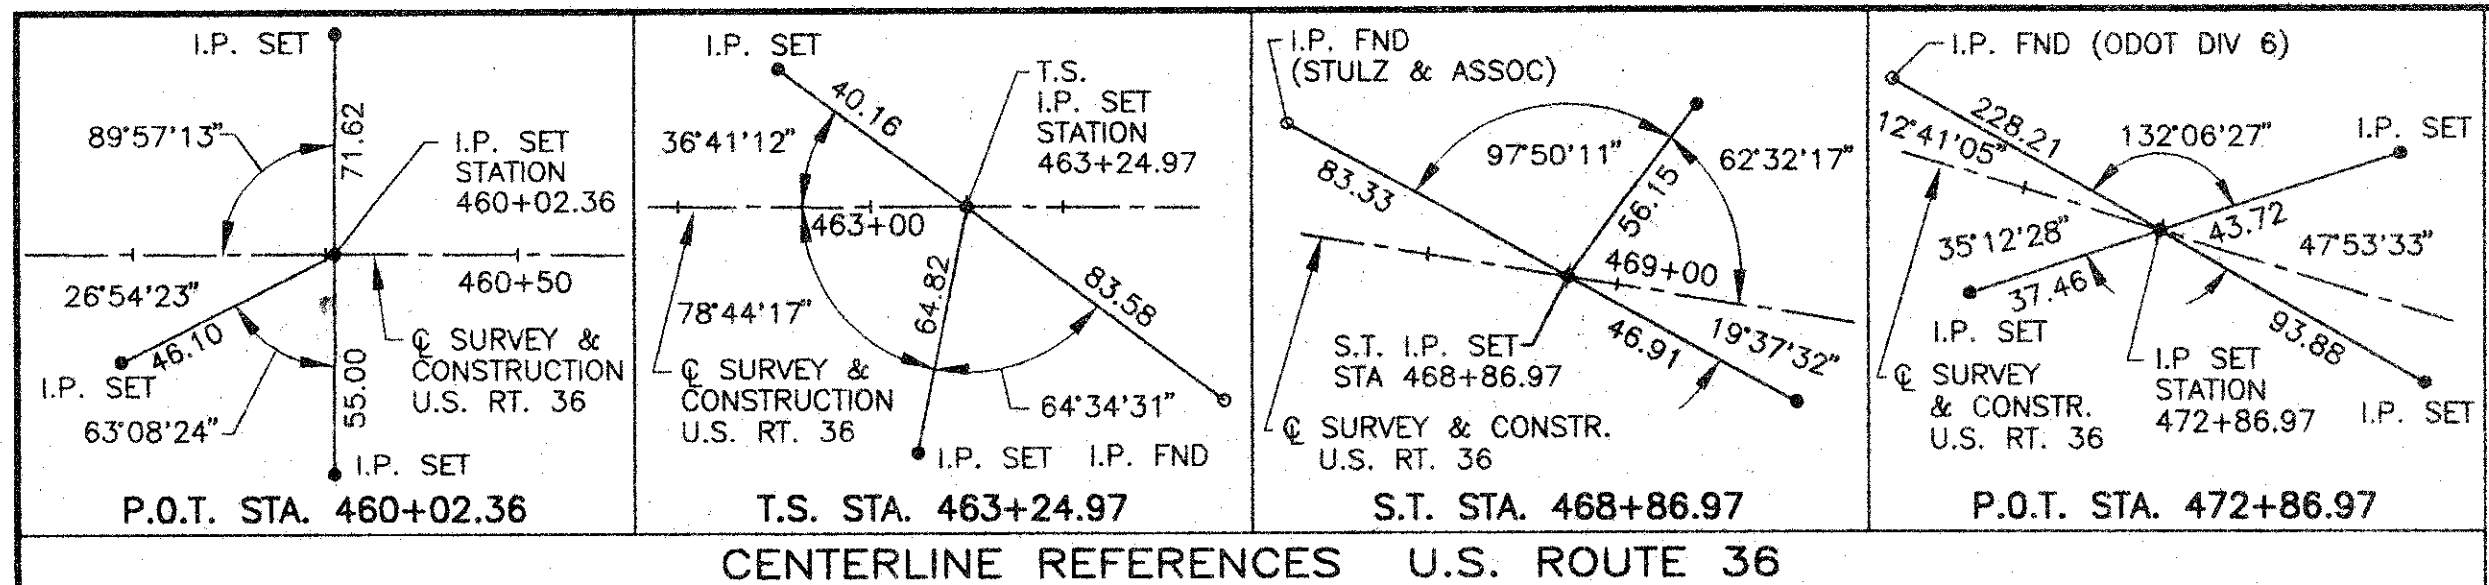 I.P. SET
89°57'13"
71.62
I.P. SET
STATION
460+02.36
26°54'23"
460+50
46.10
℄ SURVEY &
CONSTRUCTION
U.S. RT. 36
I.P. SET
55.00
63°08'24"
I.P. SET
P.O.T. STA. 460+02.36
I.P. SET
40.16
T.S.
I.P. SET
STATION
463+24.97
36°41'12"
463+00
78°44'17"
64.82
83.58
℄ SURVEY &
CONSTRUCTION
U.S. RT. 36
64°34'31"
I.P. SET
I.P. FND
T.S. STA. 463+24.97
I.P. FND
(STULZ & ASSOC)
97°50'11"
62°32'17"
83.33
56.15
469+00
S.T. I.P. SET
STA 468+86.97
46.91
19°37'32"
℄ SURVEY & CONSTR.
U.S. RT. 36
S.T. STA. 468+86.97
I.P. FND (ODOT DIV 6)
228.21
12°41'05"
132°06'27"
I.P. SET
35°12'28"
43.72
47°53'33"
37.46
I.P. SET
93.88
℄ SURVEY
& CONSTR.
U.S. RT. 36
I.P SET
STATION
472+86.97
I.P. SET
P.O.T. STA. 472+86.97
CENTERLINE REFERENCES U.S. ROUTE 36